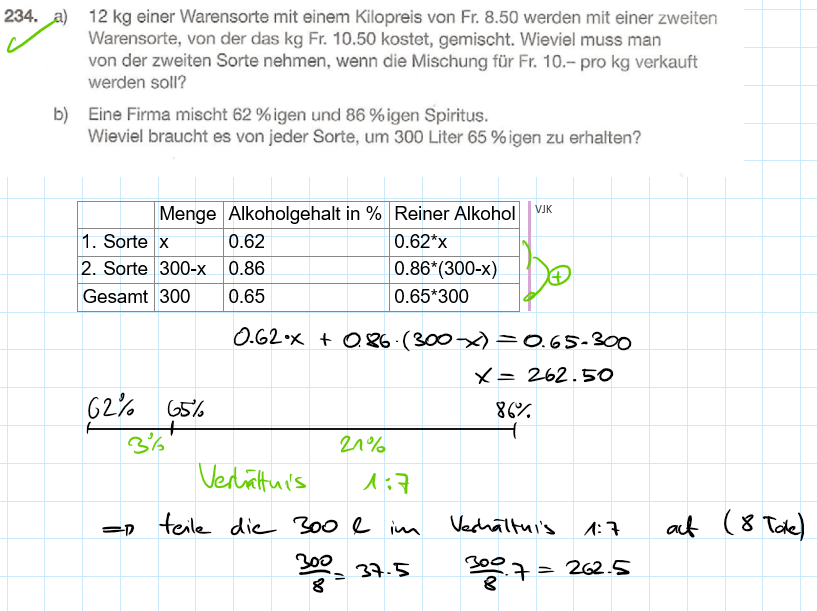 234. a) 12 kg einer Warensorte mit einem Kilopreis von Fr. 8.50 werden mit einer zweiten
Warensorte, von der das kg Fr. 10.50 kostet, gemischt. Wieviel muss man
von der zweiten Sorte nehmen, wenn die Mischung für Fr. 10.– pro kg verkauft
werden soll?
b) Eine Firma mischt 62 %igen und 86 %igen Spiritus.
Wieviel braucht es von jeder Sorte, um 300 Liter 65 %igen zu erhalten?
Menge Alkoholgehalt in % Reiner Alkohol VJK
1. Sorte x 0.62 0.62*x
2. Sorte 300-x 0.86 0.86*(300-x)
Gesamt 300 0.65 0.65*300
+
0.62·x + 0.86·(300-x) = 0.65·300
x = 262.50
62% 65% 86%
3% 21%
Verhältnis 1:7
=> teile die 300 l im Verhältnis 1:7 auf (8 Teile)
300/8 = 37.5 300/8·7 = 262.5